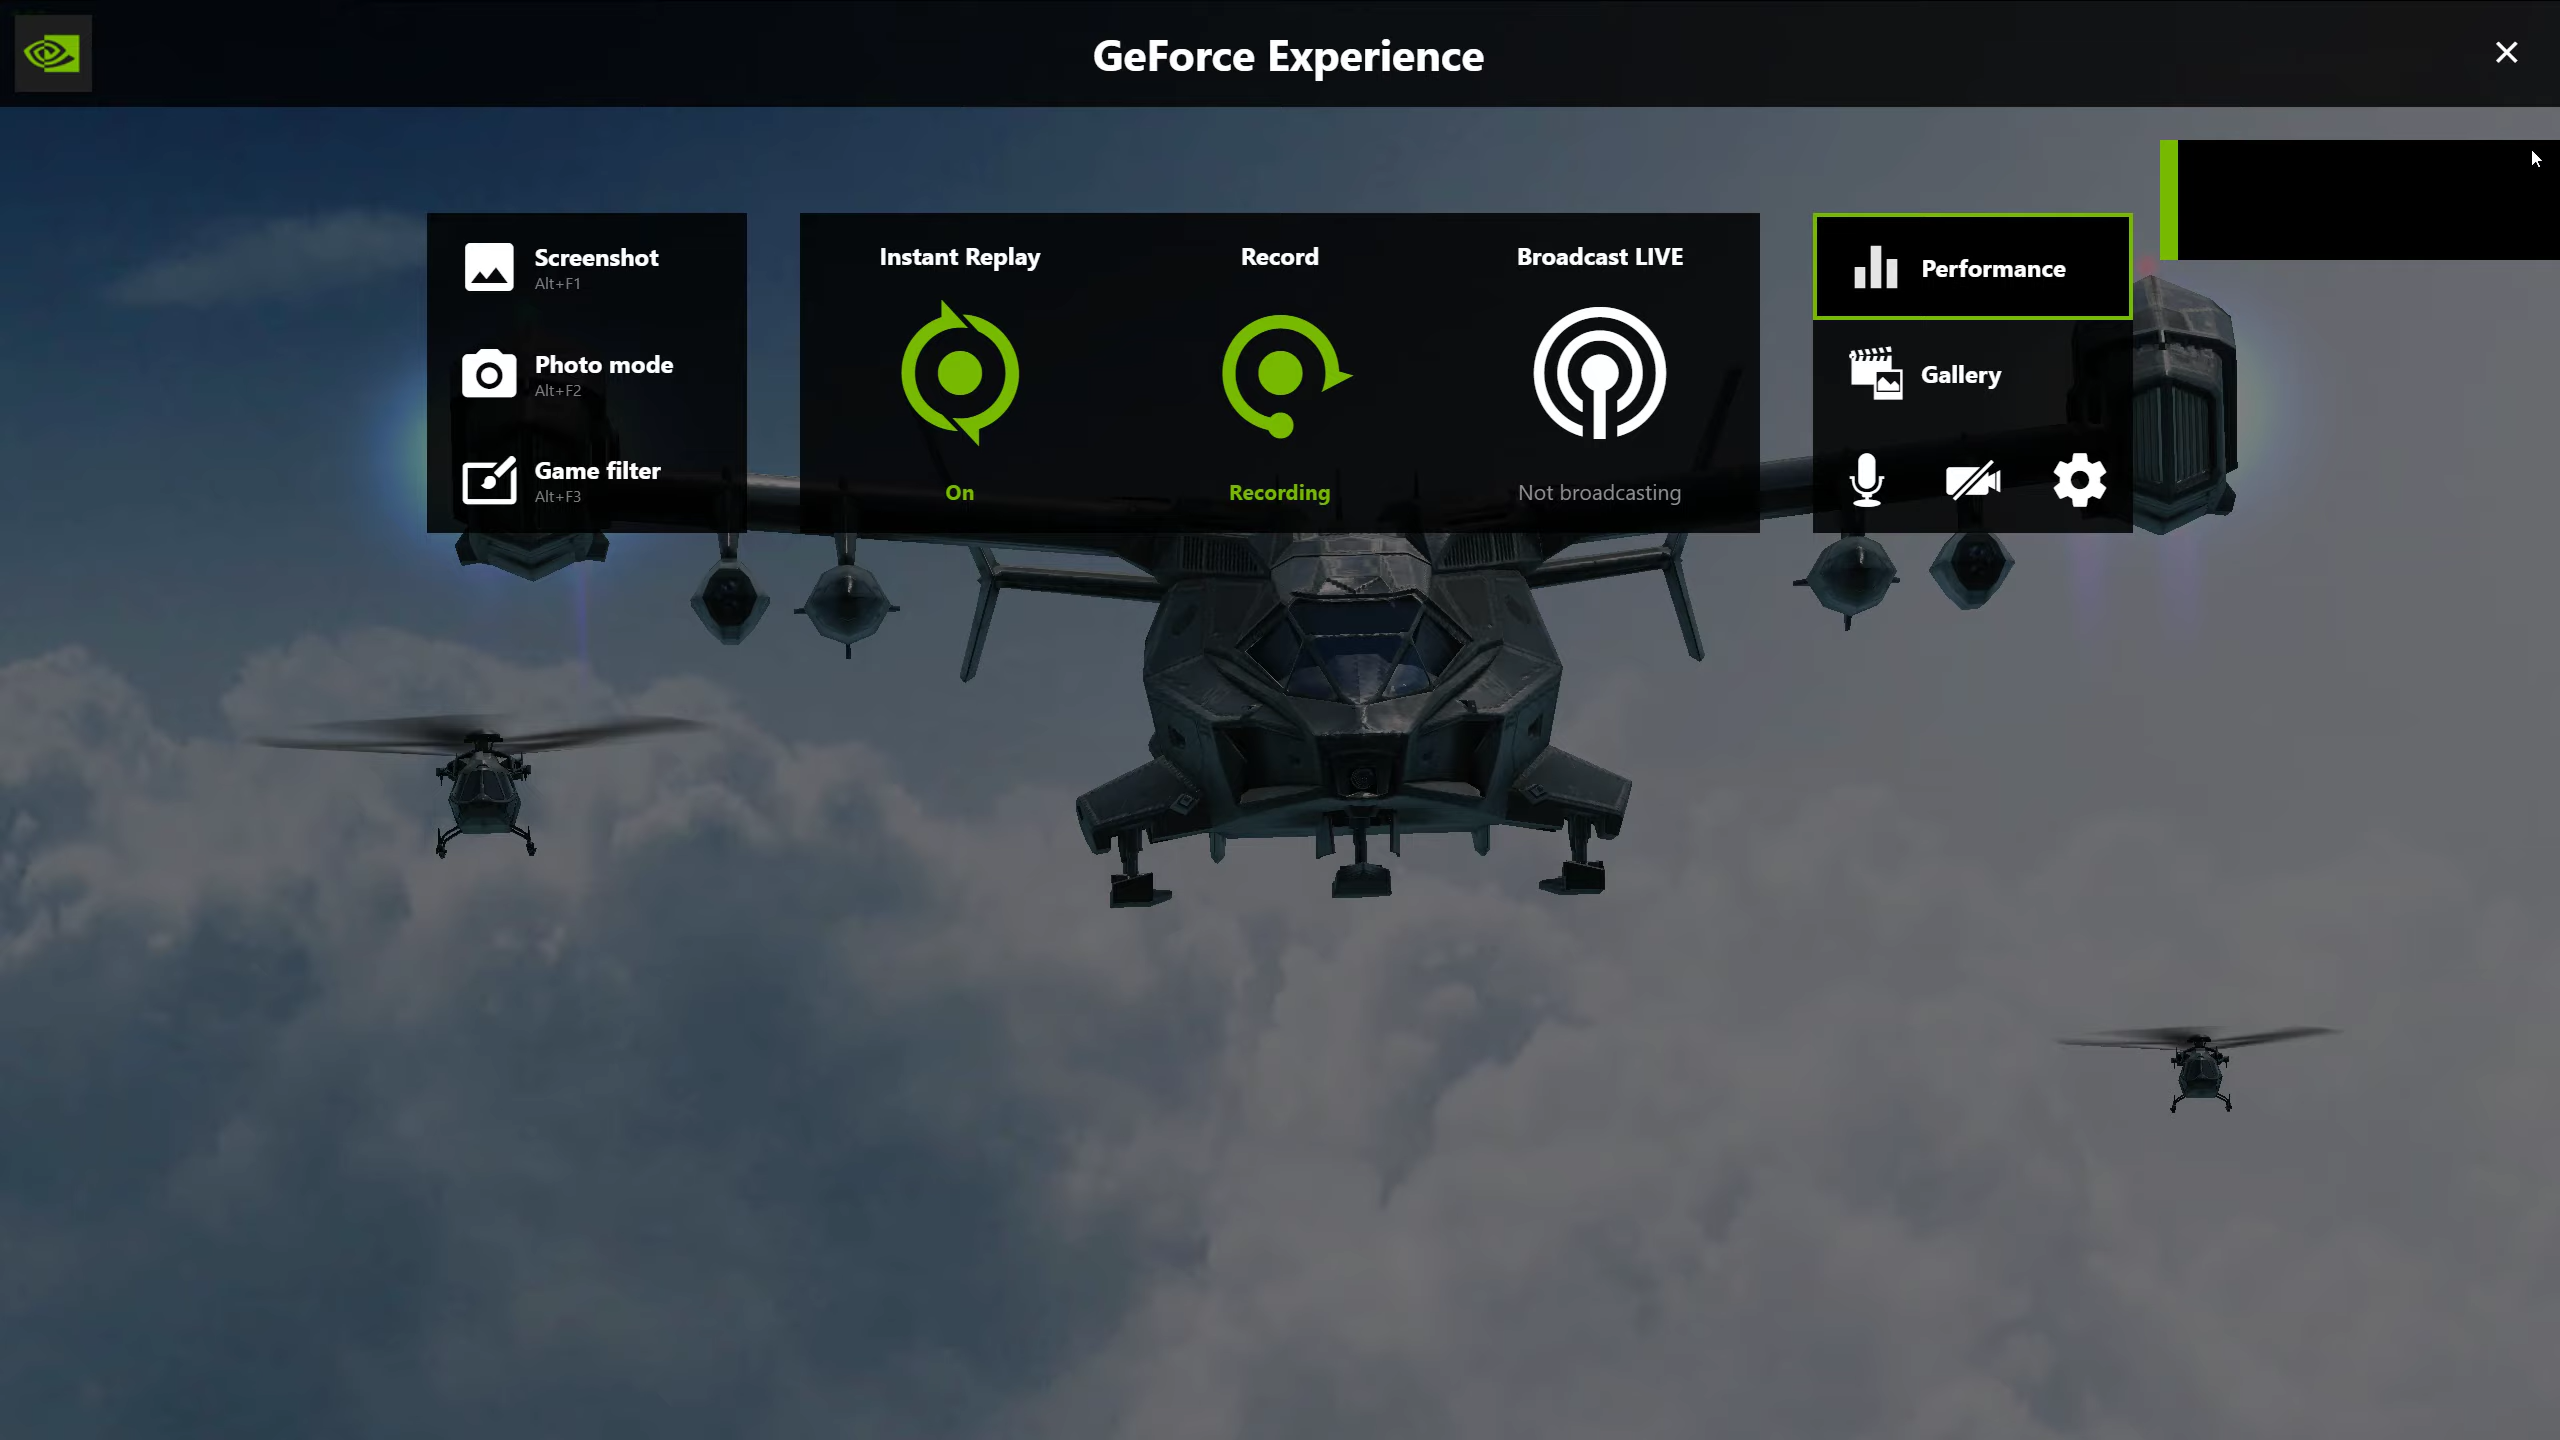 GeForce Experience
Screenshot
Alt+F1
Photo mode
Alt+F2
Game filter
Alt+F3
Instant Replay
On
Record
Recording
Broadcast LIVE
Not broadcasting
Performance
Gallery